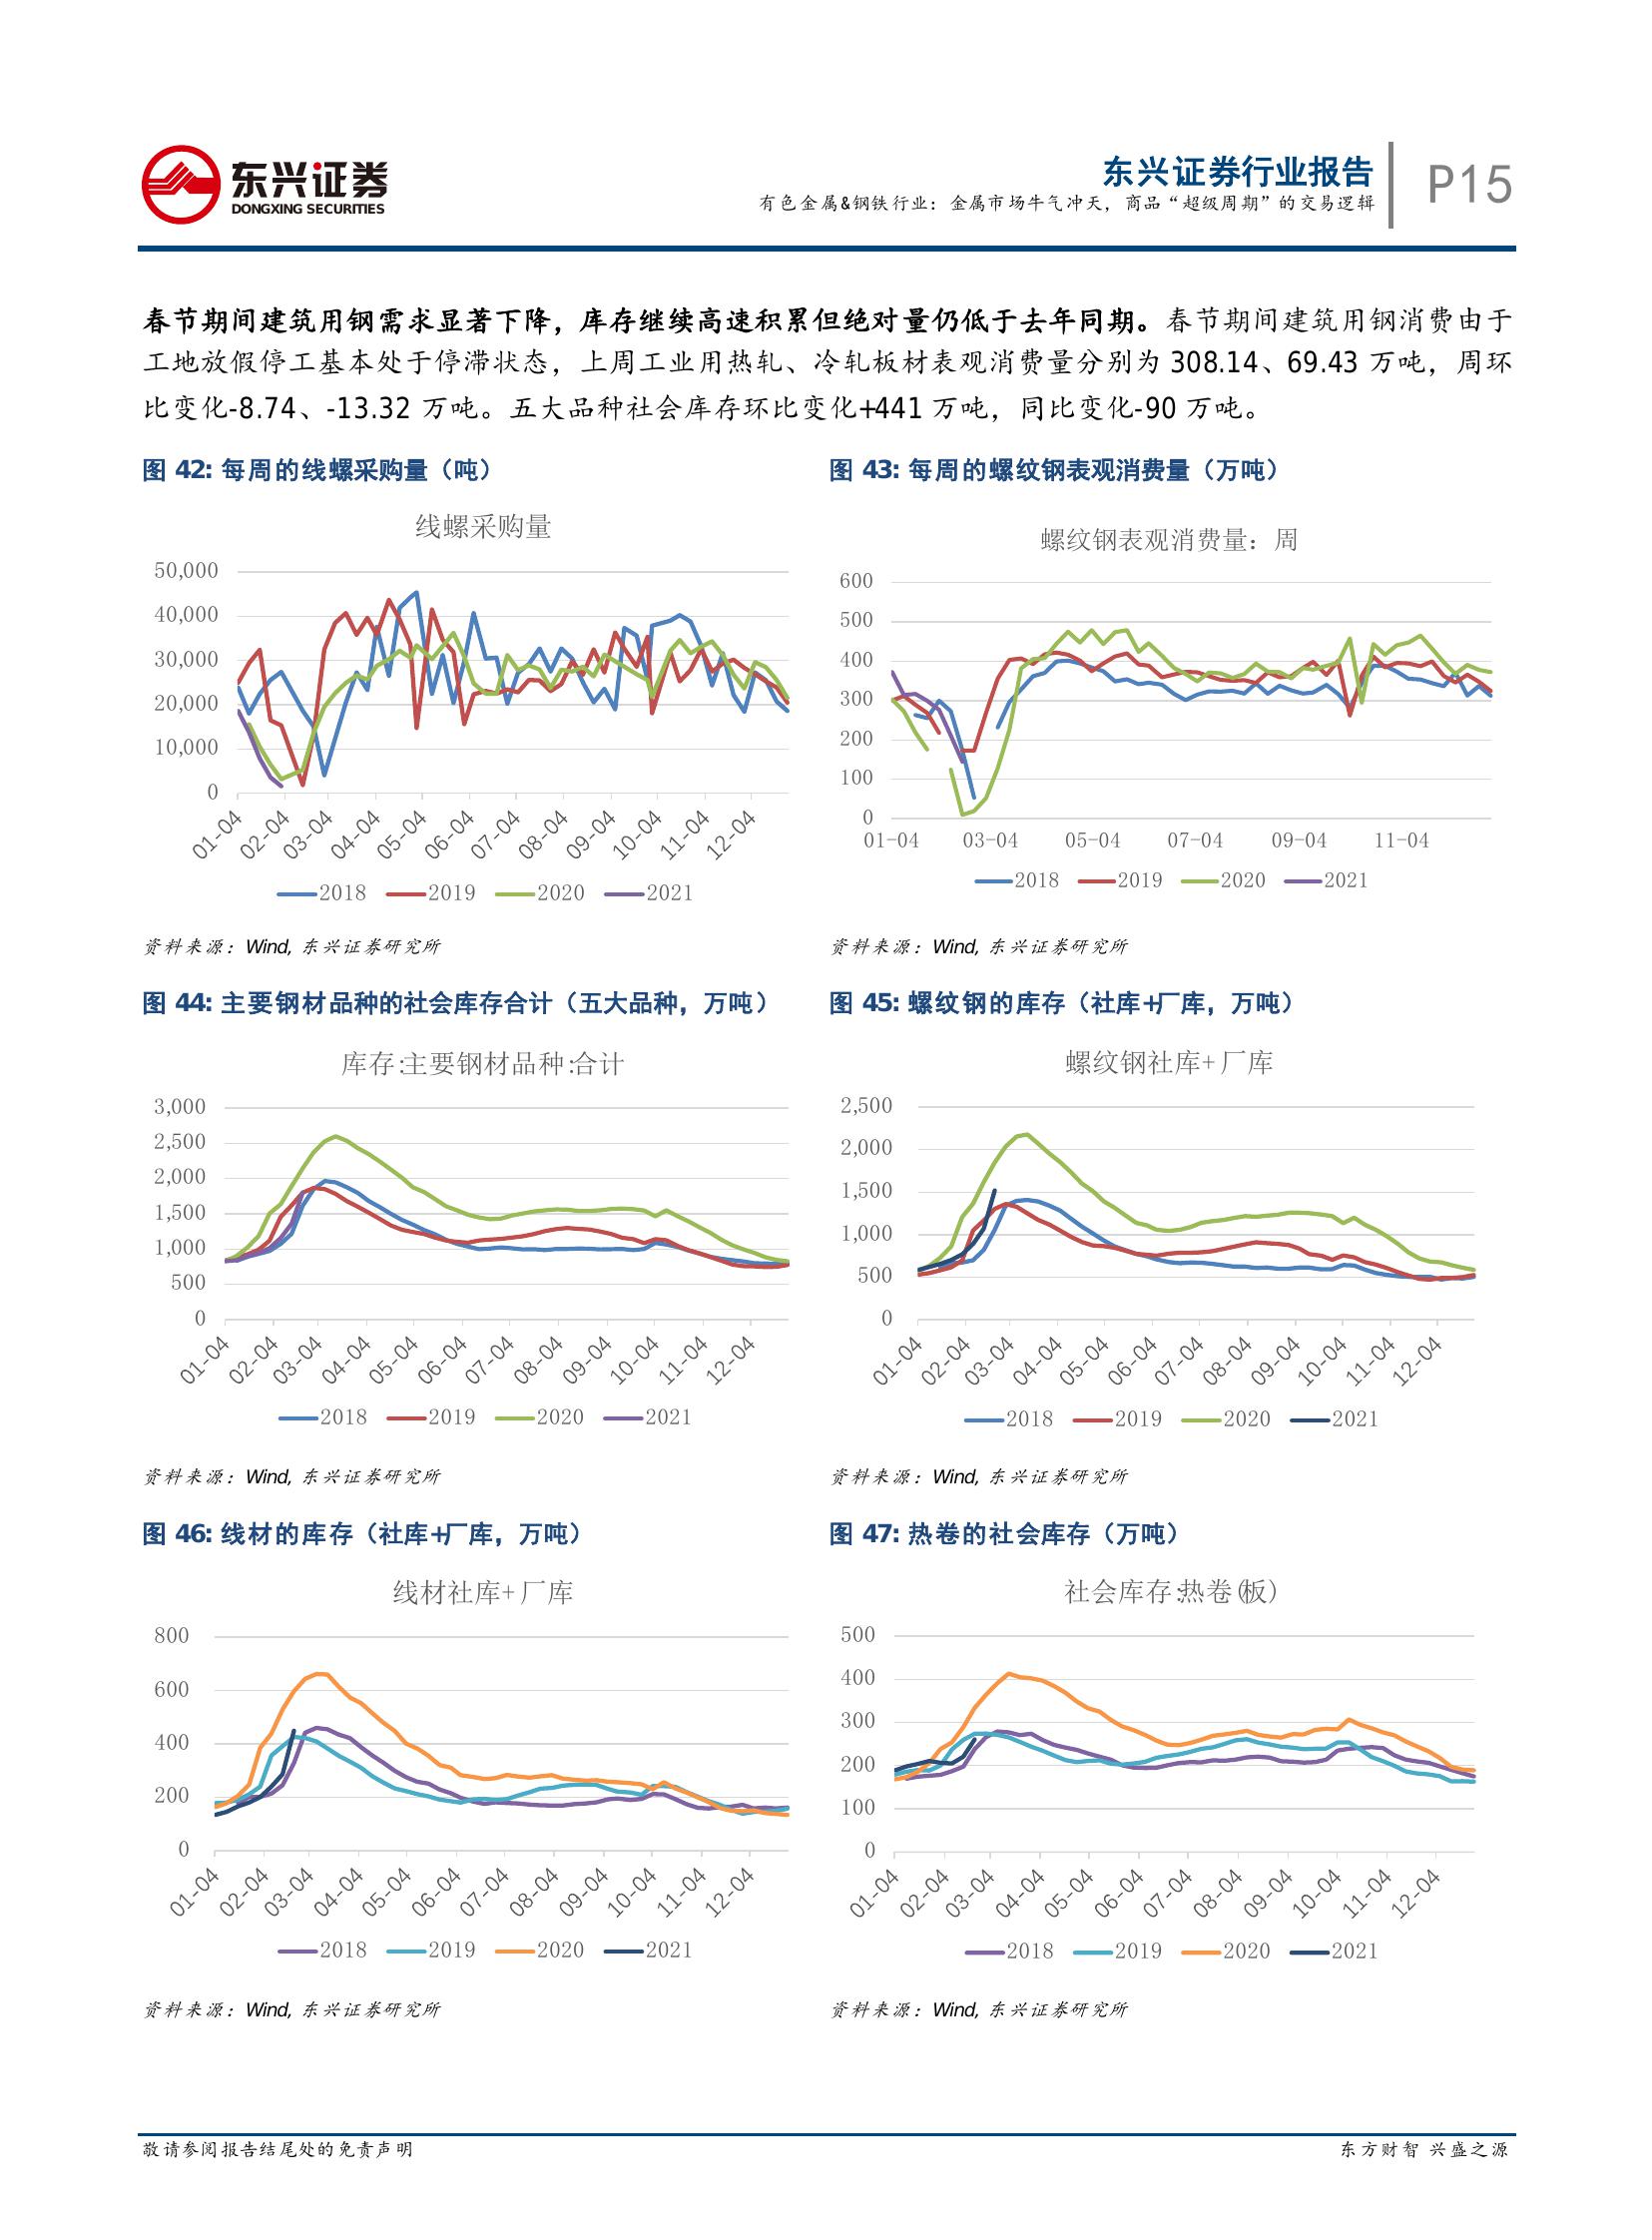 东兴证券
DONGXING SECURITIES
东兴证券行业报告
有色金属&钢铁行业：金属市场牛气冲天，商品“超级周期”的交易逻辑
P15
春节期间建筑用钢需求显著下降，库存继续高速积累但绝对量仍低于去年同期。春节期间建筑用钢消费由于
工地放假停工基本处于停滞状态，上周工业用热轧、冷轧板材表观消费量分别为 308.14、69.43 万吨，周环
比变化-8.74、-13.32 万吨。五大品种社会库存环比变化+441 万吨，同比变化-90 万吨。
图 42: 每周的线螺采购量（吨）
线螺采购量
50,000
40,000
30,000
20,000
10,000
0
01-04 02-04 03-04 04-04 05-04 06-04 07-04 08-04 09-04 10-04 11-04 12-04
2018 2019 2020 2021
资料来源：Wind, 东兴证券研究所
图 43: 每周的螺纹钢表观消费量（万吨）
螺纹钢表观消费量：周
600
500
400
300
200
100
0
01-04 03-04 05-04 07-04 09-04 11-04
2018 2019 2020 2021
资料来源：Wind, 东兴证券研究所
图 44: 主要钢材品种的社会库存合计（五大品种，万吨）
库存:主要钢材品种:合计
3,000
2,500
2,000
1,500
1,000
500
0
01-04 02-04 03-04 04-04 05-04 06-04 07-04 08-04 09-04 10-04 11-04 12-04
2018 2019 2020 2021
资料来源：Wind, 东兴证券研究所
图 45: 螺纹钢的库存（社库+厂库，万吨）
螺纹钢社库+厂库
2,500
2,000
1,500
1,000
500
0
01-04 02-04 03-04 04-04 05-04 06-04 07-04 08-04 09-04 10-04 11-04 12-04
2018 2019 2020 2021
资料来源：Wind, 东兴证券研究所
图 46: 线材的库存（社库+厂库，万吨）
线材社库+厂库
800
600
400
200
0
01-04 02-04 03-04 04-04 05-04 06-04 07-04 08-04 09-04 10-04 11-04 12-04
2018 2019 2020 2021
资料来源：Wind, 东兴证券研究所
图 47: 热卷的社会库存（万吨）
社会库存:热卷(板)
500
400
300
200
100
0
01-04 02-04 03-04 04-04 05-04 06-04 07-04 08-04 09-04 10-04 11-04 12-04
2018 2019 2020 2021
资料来源：Wind, 东兴证券研究所
敬请参阅报告结尾处的免责声明
东方财智 兴盛之源